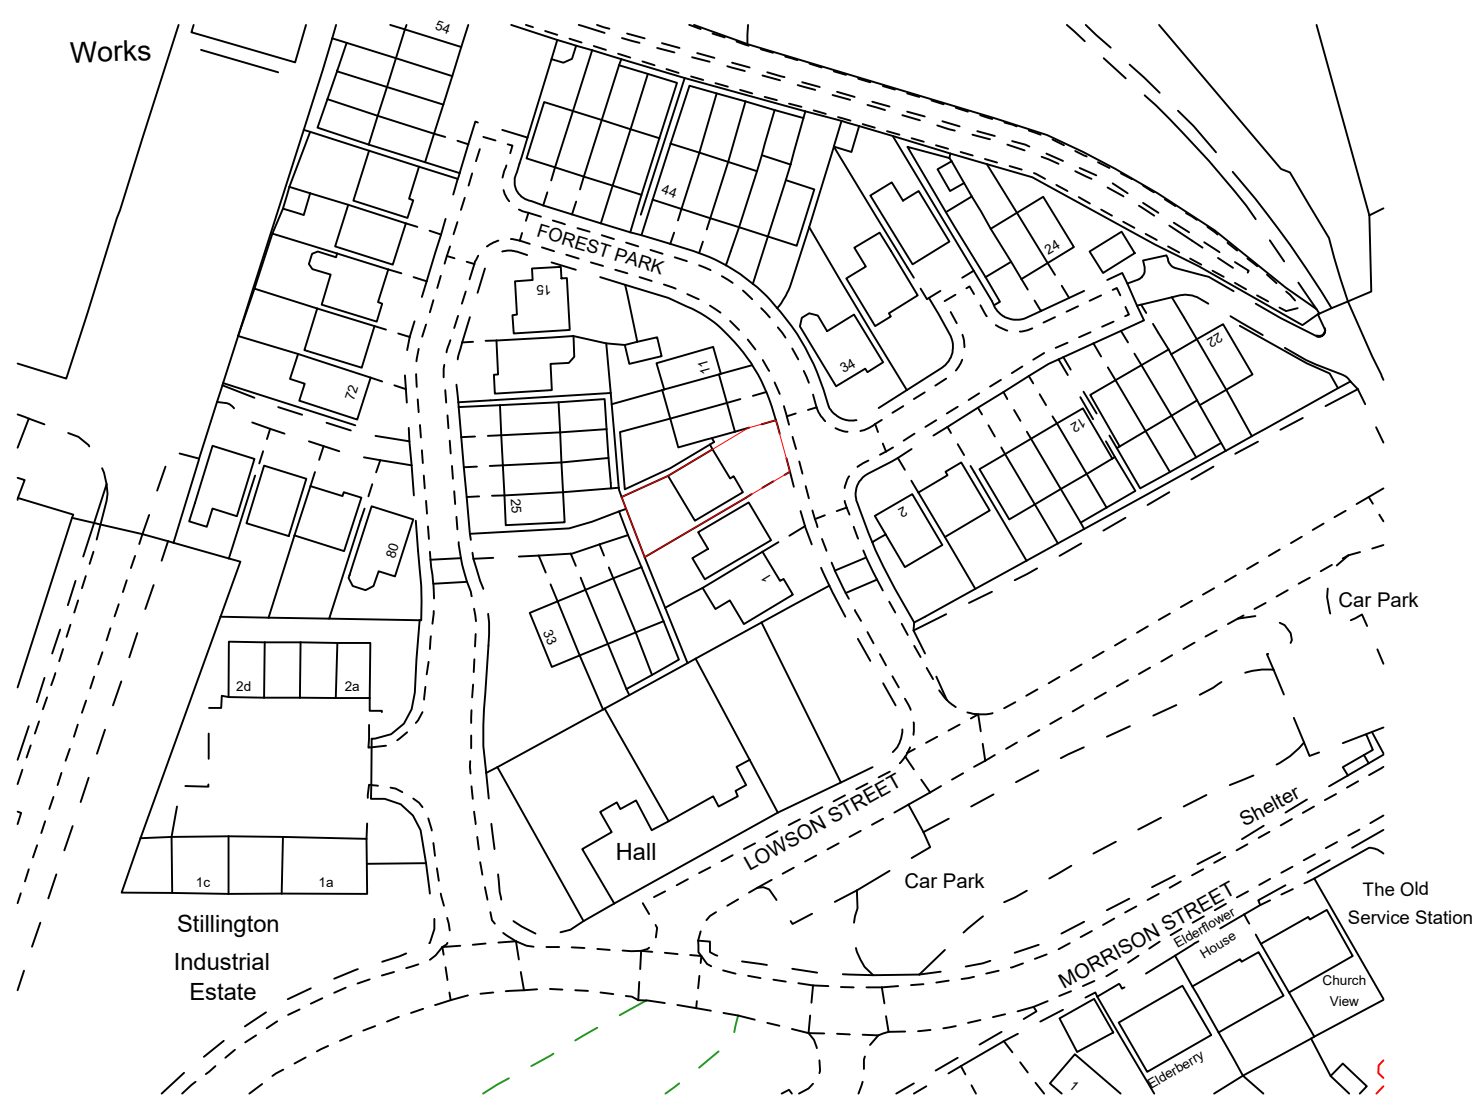 54
Works
44
FOREST PARK
24
15
22
11
34
72
12
25
2
80
Car Park
1
33
2d
2a
Shelter
LOWSON STREET
Hall
Car Park
1c
1a
The Old
Service Station
Stillington
MORRISON STREET
Elderflower
House
Industrial
Estate
Church
View
Elderberry
1